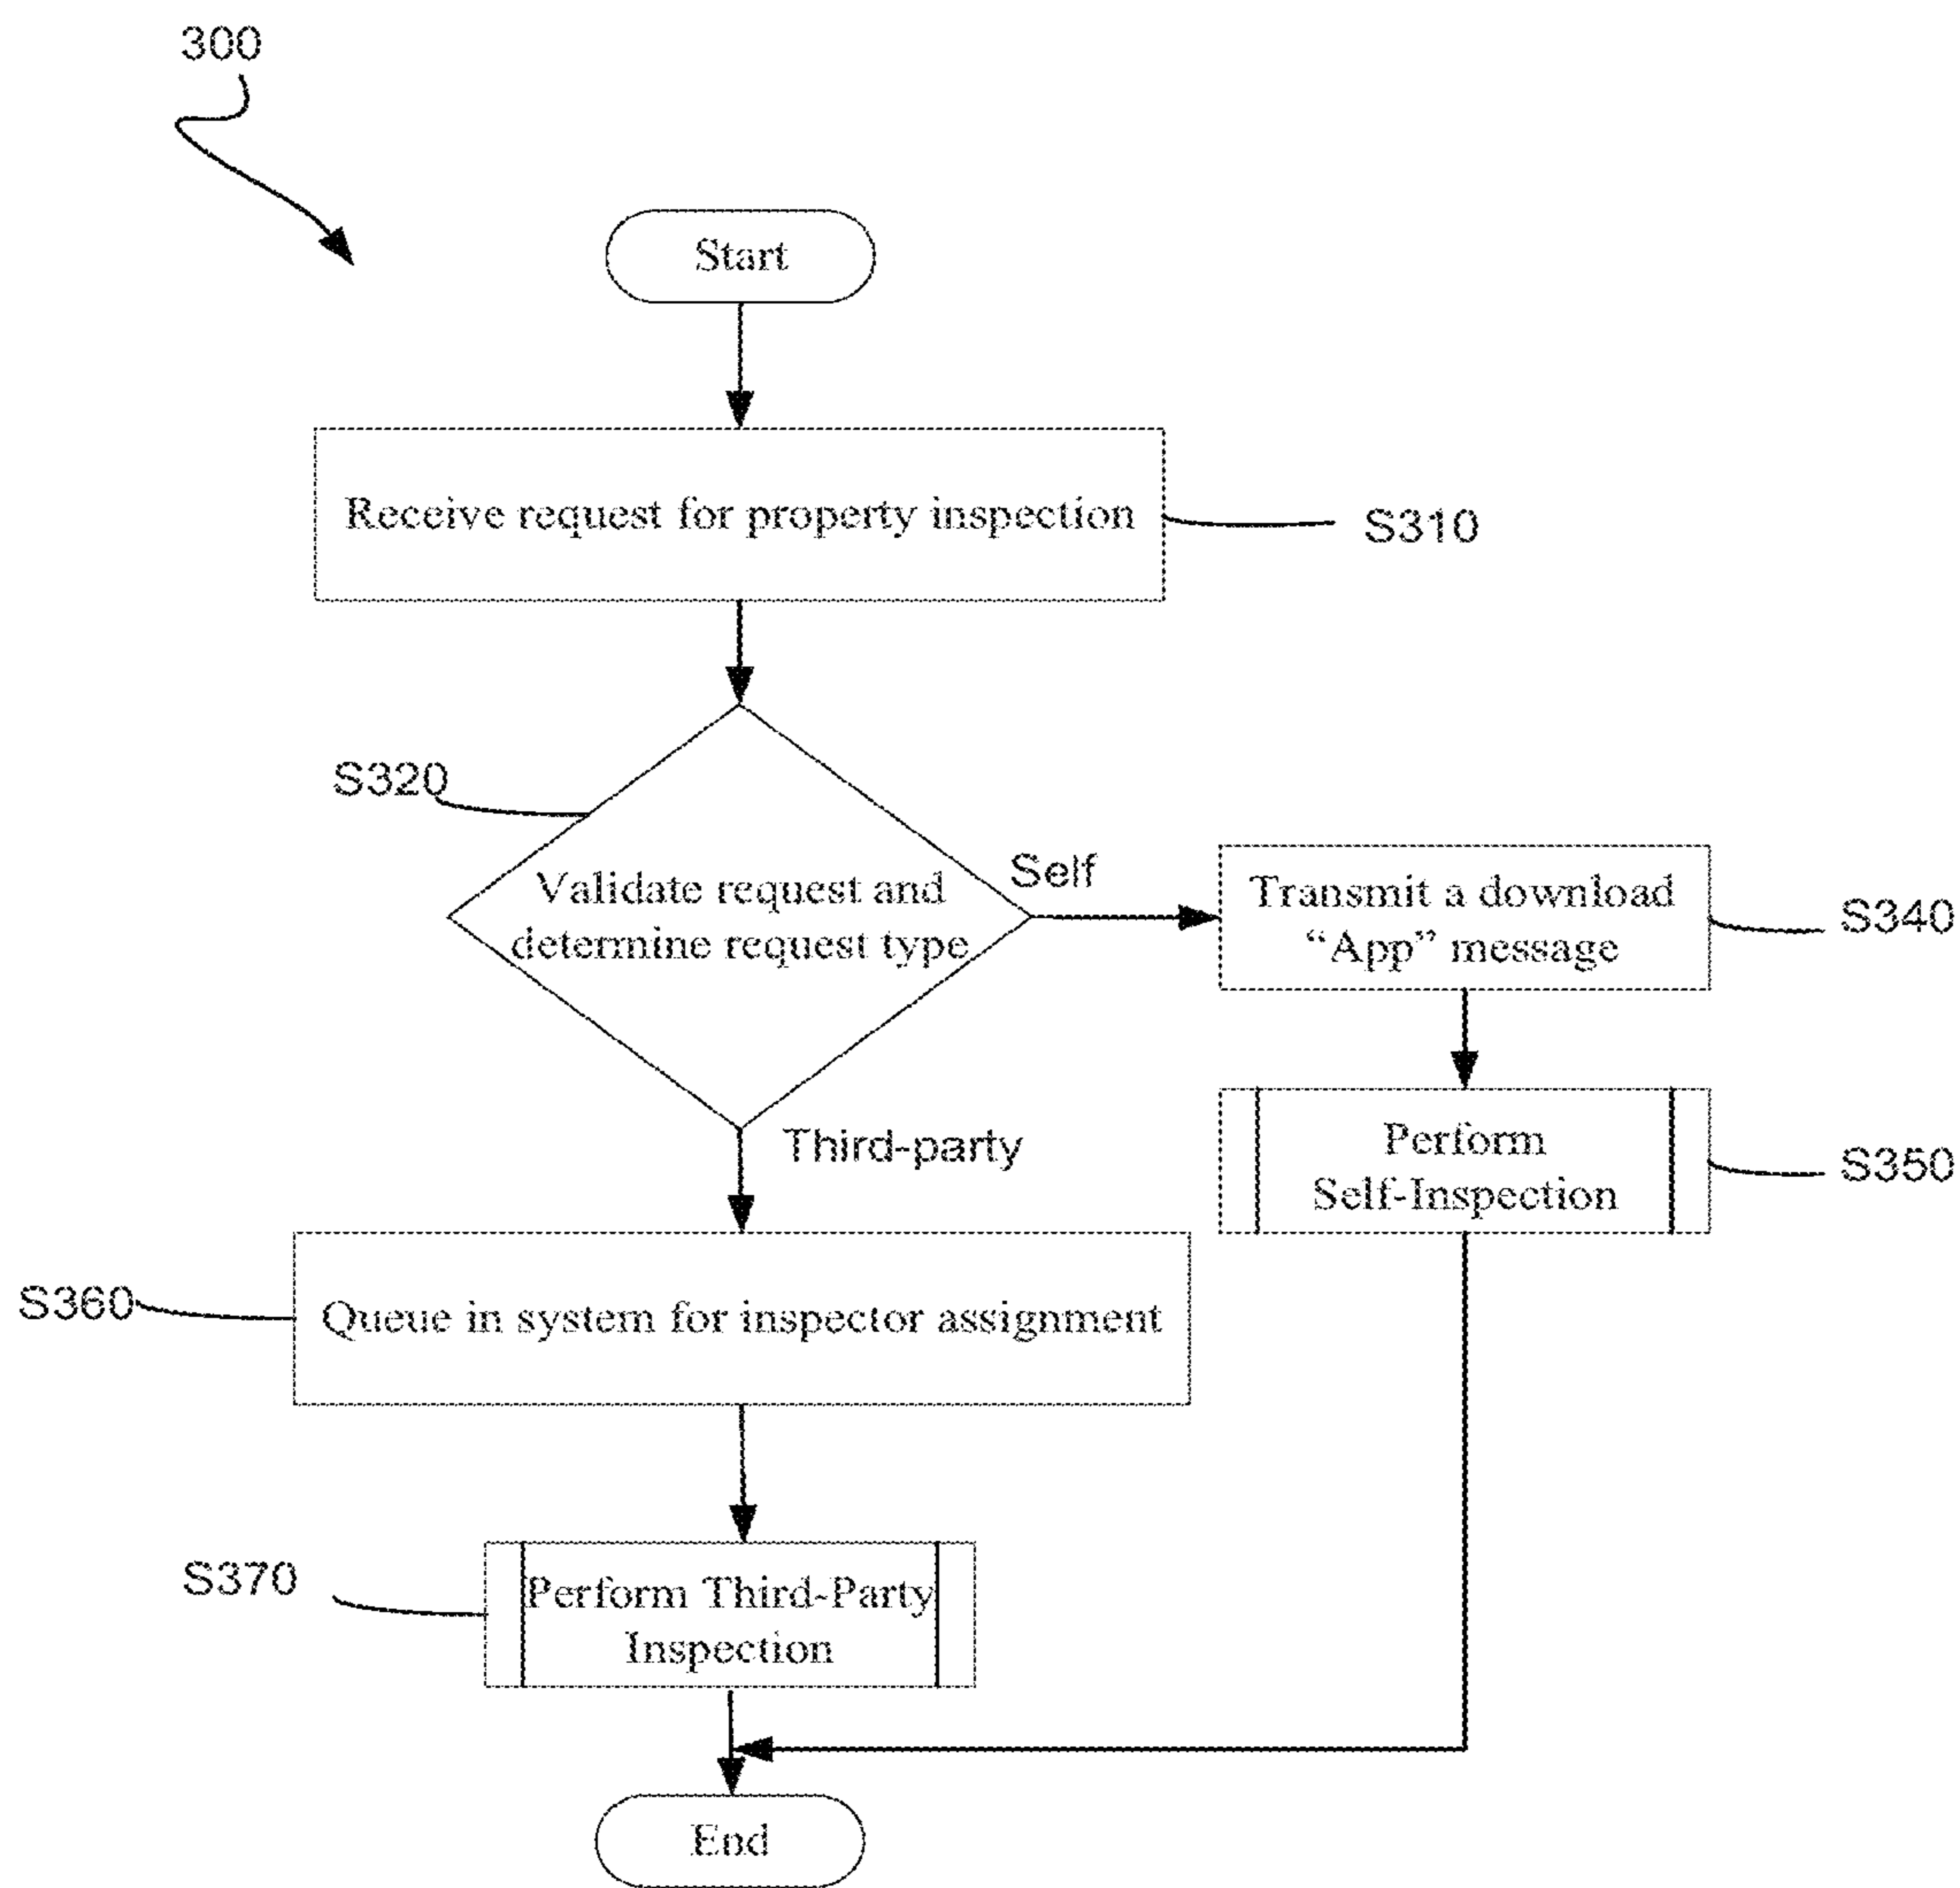 300
Start
Receive request for property inspection
S310
S320
Validate request and
determine request type
Self
Transmit a download
“App” message
S340
Perform
Self-Inspection
S350
Third-party
S360
Queue in system for inspector assignment
S370
Perform Third-Party
Inspection
End